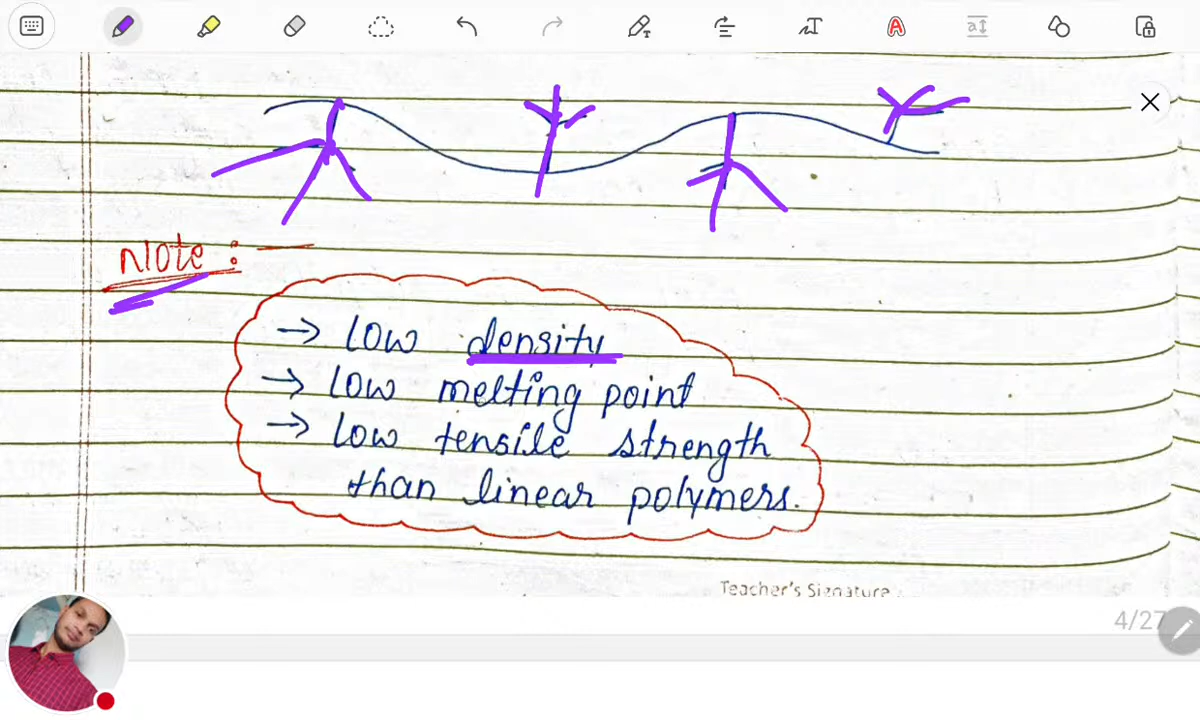 Note : —
→ Low density
→ Low melting point
→ Low tensile strength
than linear polymers.
Teacher's Signature
4/27